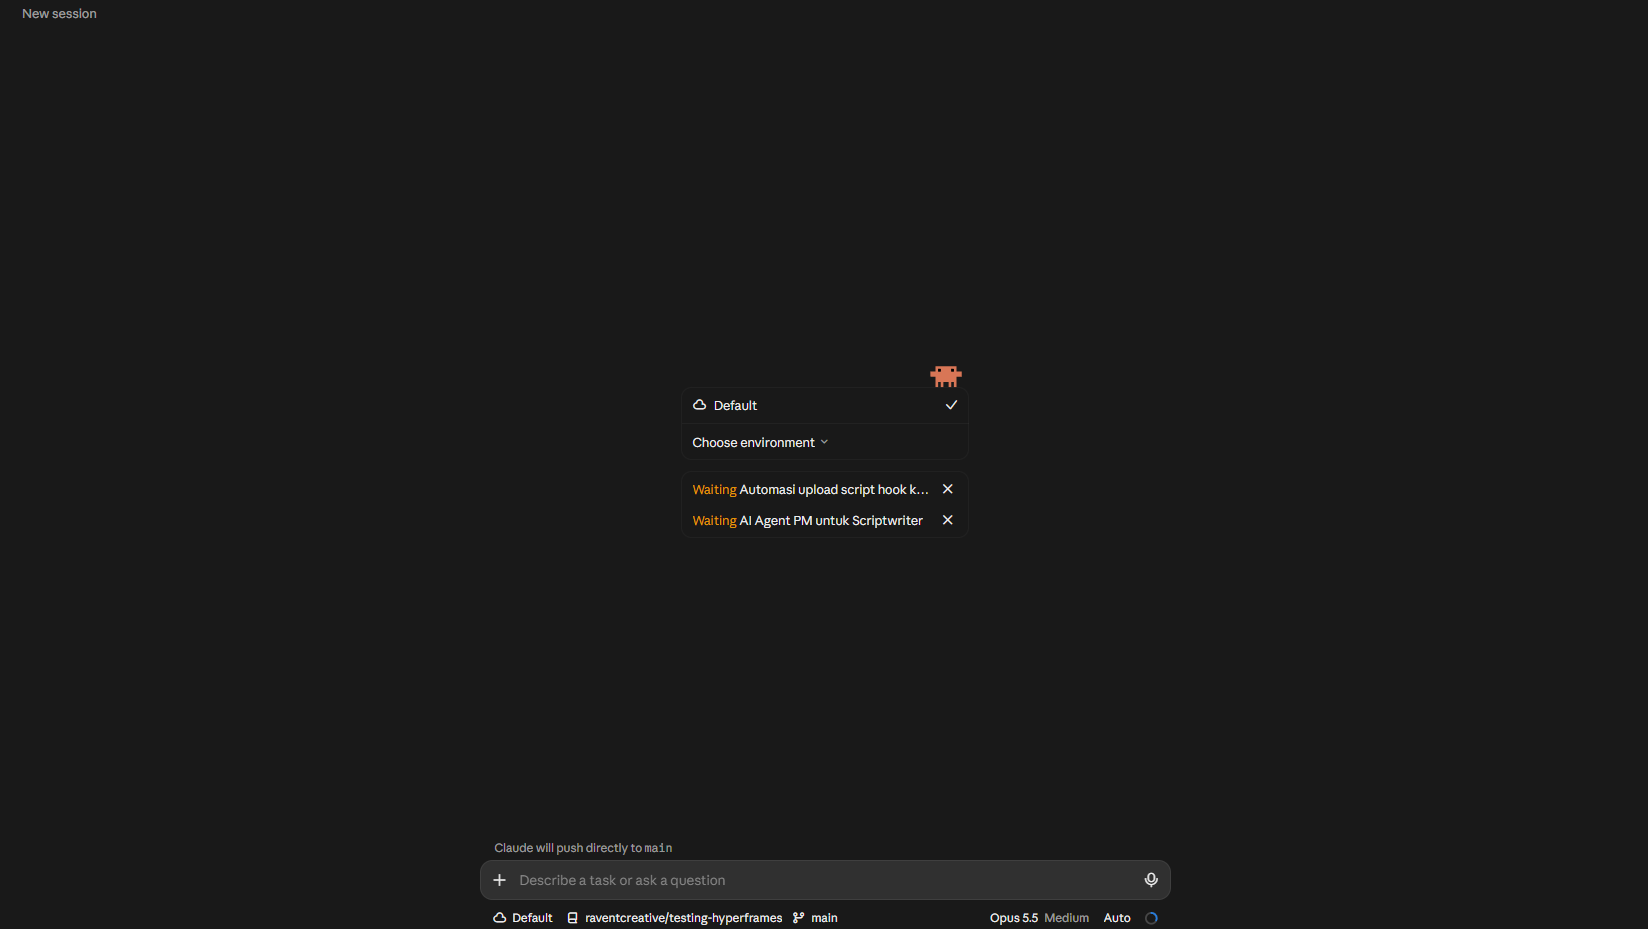 New session
Default
Choose environment
Waiting Automasi upload script hook k...
Waiting AI Agent PM untuk Scriptwriter
Claude will push directly to main
Describe a task or ask a question
Default raventcreative/testing-hyperframes main Opus 5.5 Medium Auto